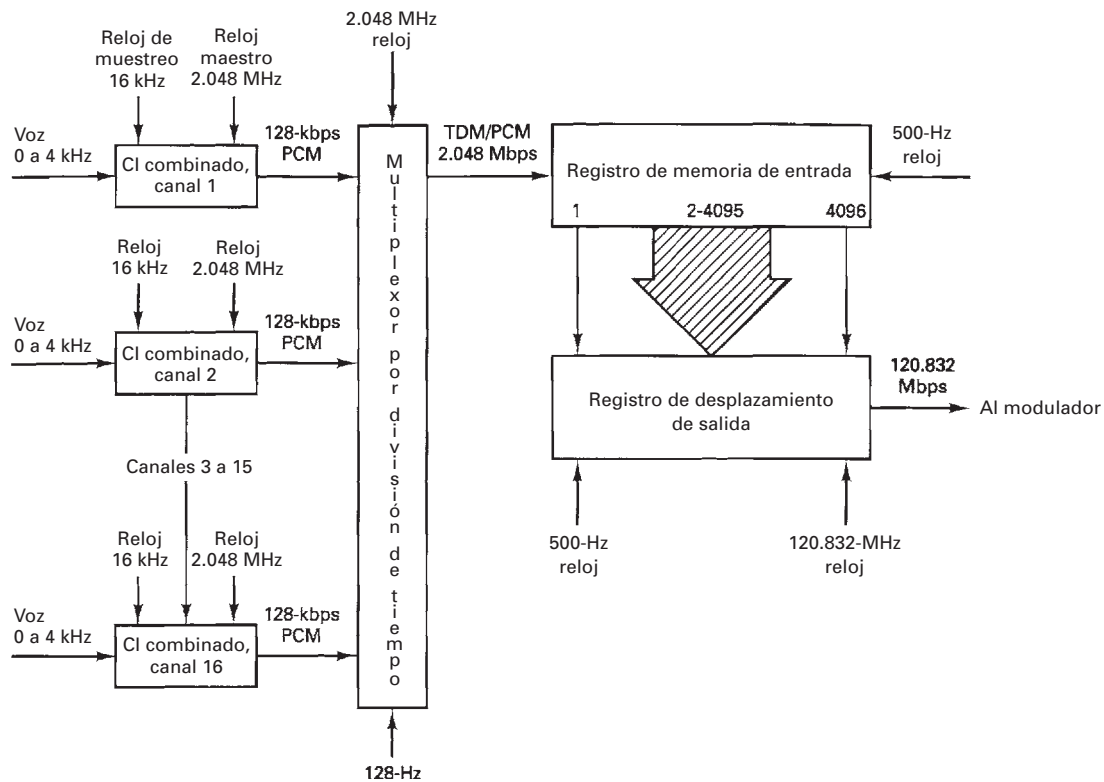 Reloj de
muestreo
16 kHz
Reloj
maestro
2.048 MHz
2.048 MHz
reloj
Voz
0 a 4 kHz
CI combinado,
canal 1
128-kbps
PCM
Multiplexor por división de tiempo
TDM/PCM
2.048 Mbps
Registro de memoria de entrada
1
2-4095
4096
500-Hz
reloj
Reloj
16 kHz
Reloj
2.048 MHz
Voz
0 a 4 kHz
CI combinado,
canal 2
128-kbps
PCM
Registro de desplazamiento
de salida
120.832
Mbps
Al modulador
Canales 3 a 15
500-Hz
reloj
120.832-MHz
reloj
Reloj
16 kHz
Reloj
2.048 MHz
Voz
0 a 4 kHz
CI combinado,
canal 16
128-kbps
PCM
128-Hz